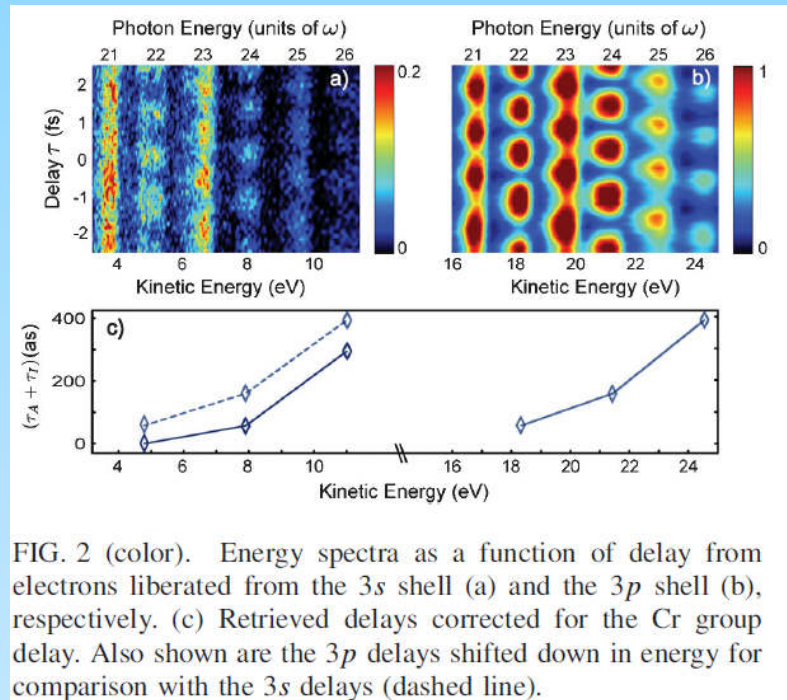 Photon Energy (units of ω)
21 22 23 24 25 26
a)
0.2
0
Delay τ (fs)
2
1
0
-1
-2
4 6 8 10
Kinetic Energy (eV)
Photon Energy (units of ω)
21 22 23 24 25 26
b)
1
0
16 18 20 22 24
Kinetic Energy (eV)
c)
(τA + τI)(as)
400
200
0
4 6 8 10 16 18 20 22 24
Kinetic Energy (eV)
FIG. 2 (color). Energy spectra as a function of delay from
electrons liberated from the 3s shell (a) and the 3p shell (b),
respectively. (c) Retrieved delays corrected for the Cr group
delay. Also shown are the 3p delays shifted down in energy for
comparison with the 3s delays (dashed line).